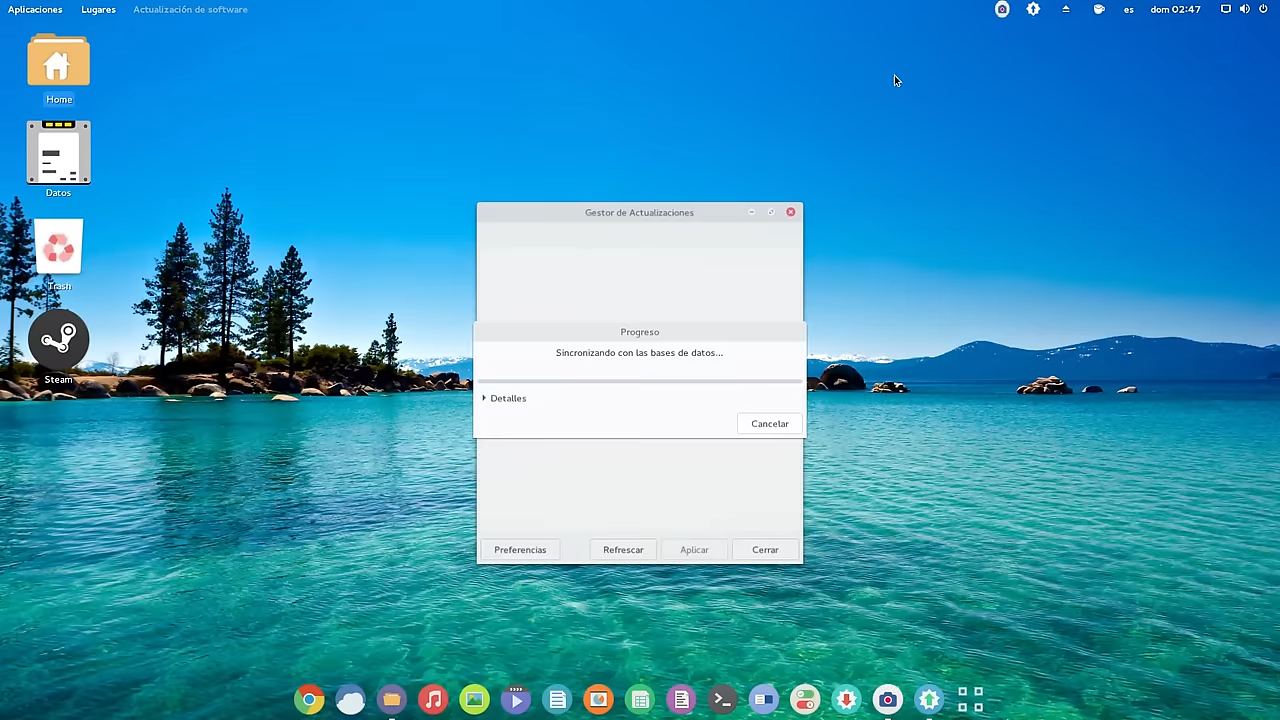 Aplicaciones Lugares Actualización de software es dom 02:47
Home
Datos
Trash
Steam
Gestor de Actualizaciones
Progreso
Sincronizando con las bases de datos...
Detalles
Cancelar
Preferencias Refrescar Aplicar Cerrar